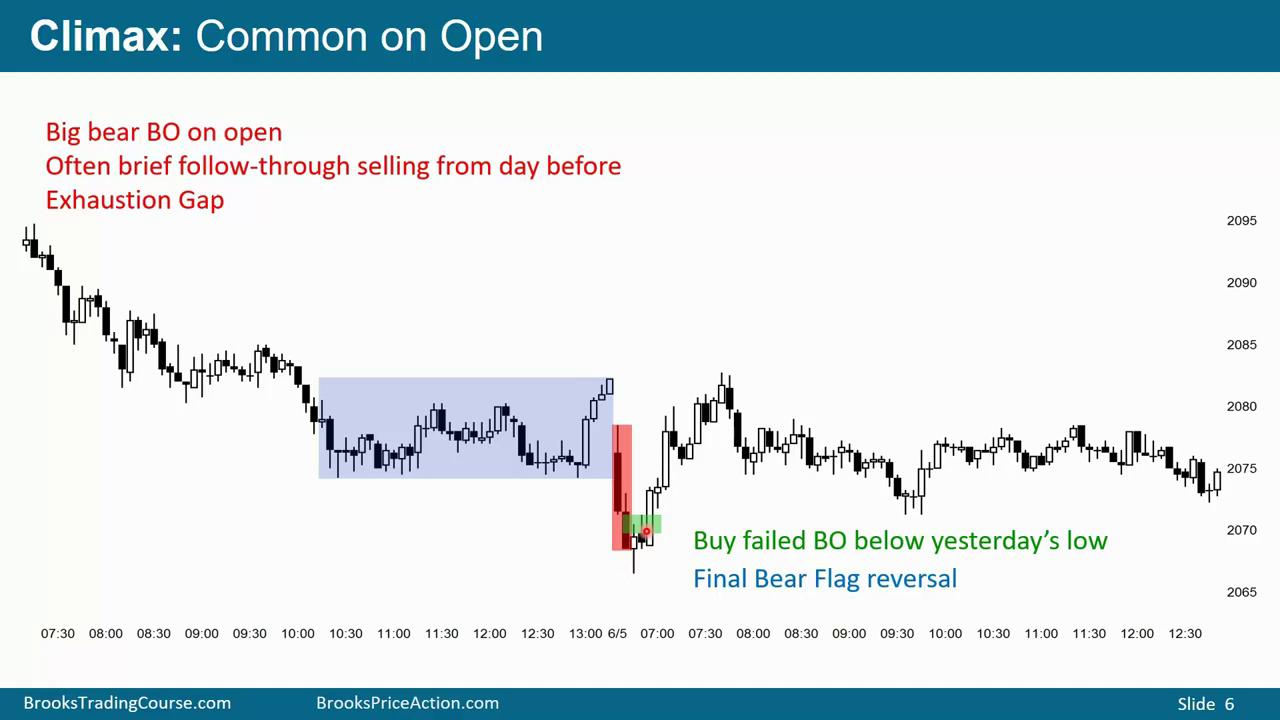 Climax: Common on Open
Big bear BO on open
Often brief follow-through selling from day before
Exhaustion Gap
2095
2090
2085
2080
2075
2070
2065
Buy failed BO below yesterday's low
Final Bear Flag reversal
07:30 08:00 08:30 09:00 09:30 10:00 10:30 11:00 11:30 12:00 12:30 13:00 6/5 07:00 07:30 08:00 08:30 09:00 09:30 10:00 10:30 11:00 11:30 12:00 12:30
BrooksTradingCourse.com BrooksPriceAction.com Slide 6